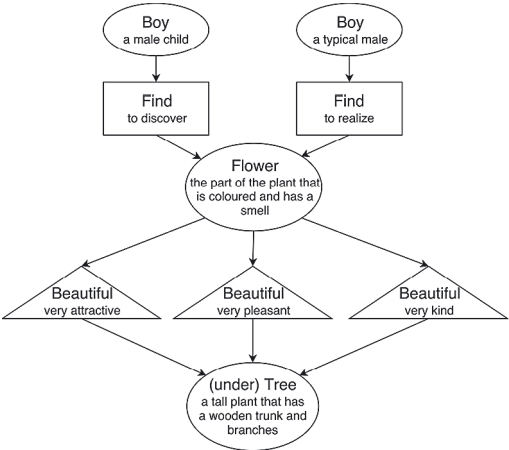 Boy
a male child
Boy
a typical male
Find
to discover
Find
to realize
Flower
the part of the plant that
is coloured and has a
smell
Beautiful
very attractive
Beautiful
very pleasant
Beautiful
very kind
(under) Tree
a tall plant that has
a wooden trunk and
branches